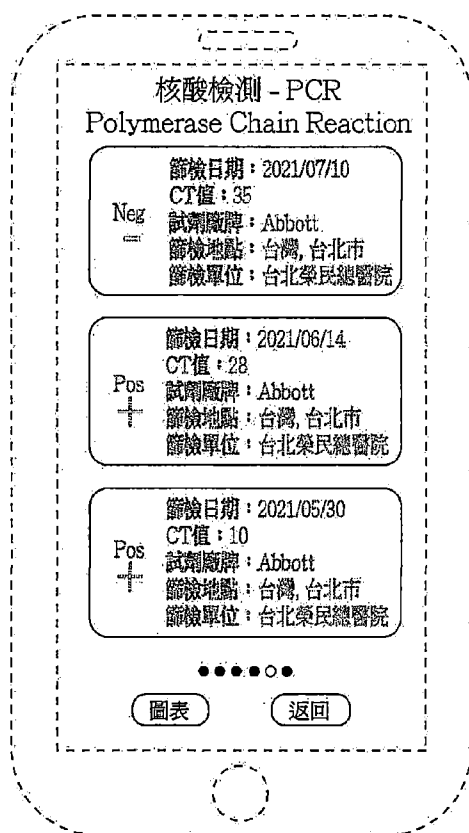 核酸檢測 - PCR
Polymerase Chain Reaction
Neg
篩檢日期：2021/07/10
CT值：35
試劑廠牌：Abbott
篩檢地點：台灣, 台北市
篩檢單位：台北榮民總醫院
Pos
篩檢日期：2021/06/14
CT值：28
試劑廠牌：Abbott
篩檢地點：台灣, 台北市
篩檢單位：台北榮民總醫院
Pos
篩檢日期：2021/05/30
CT值：10
試劑廠牌：Abbott
篩檢地點：台灣, 台北市
篩檢單位：台北榮民總醫院
圖表
返回